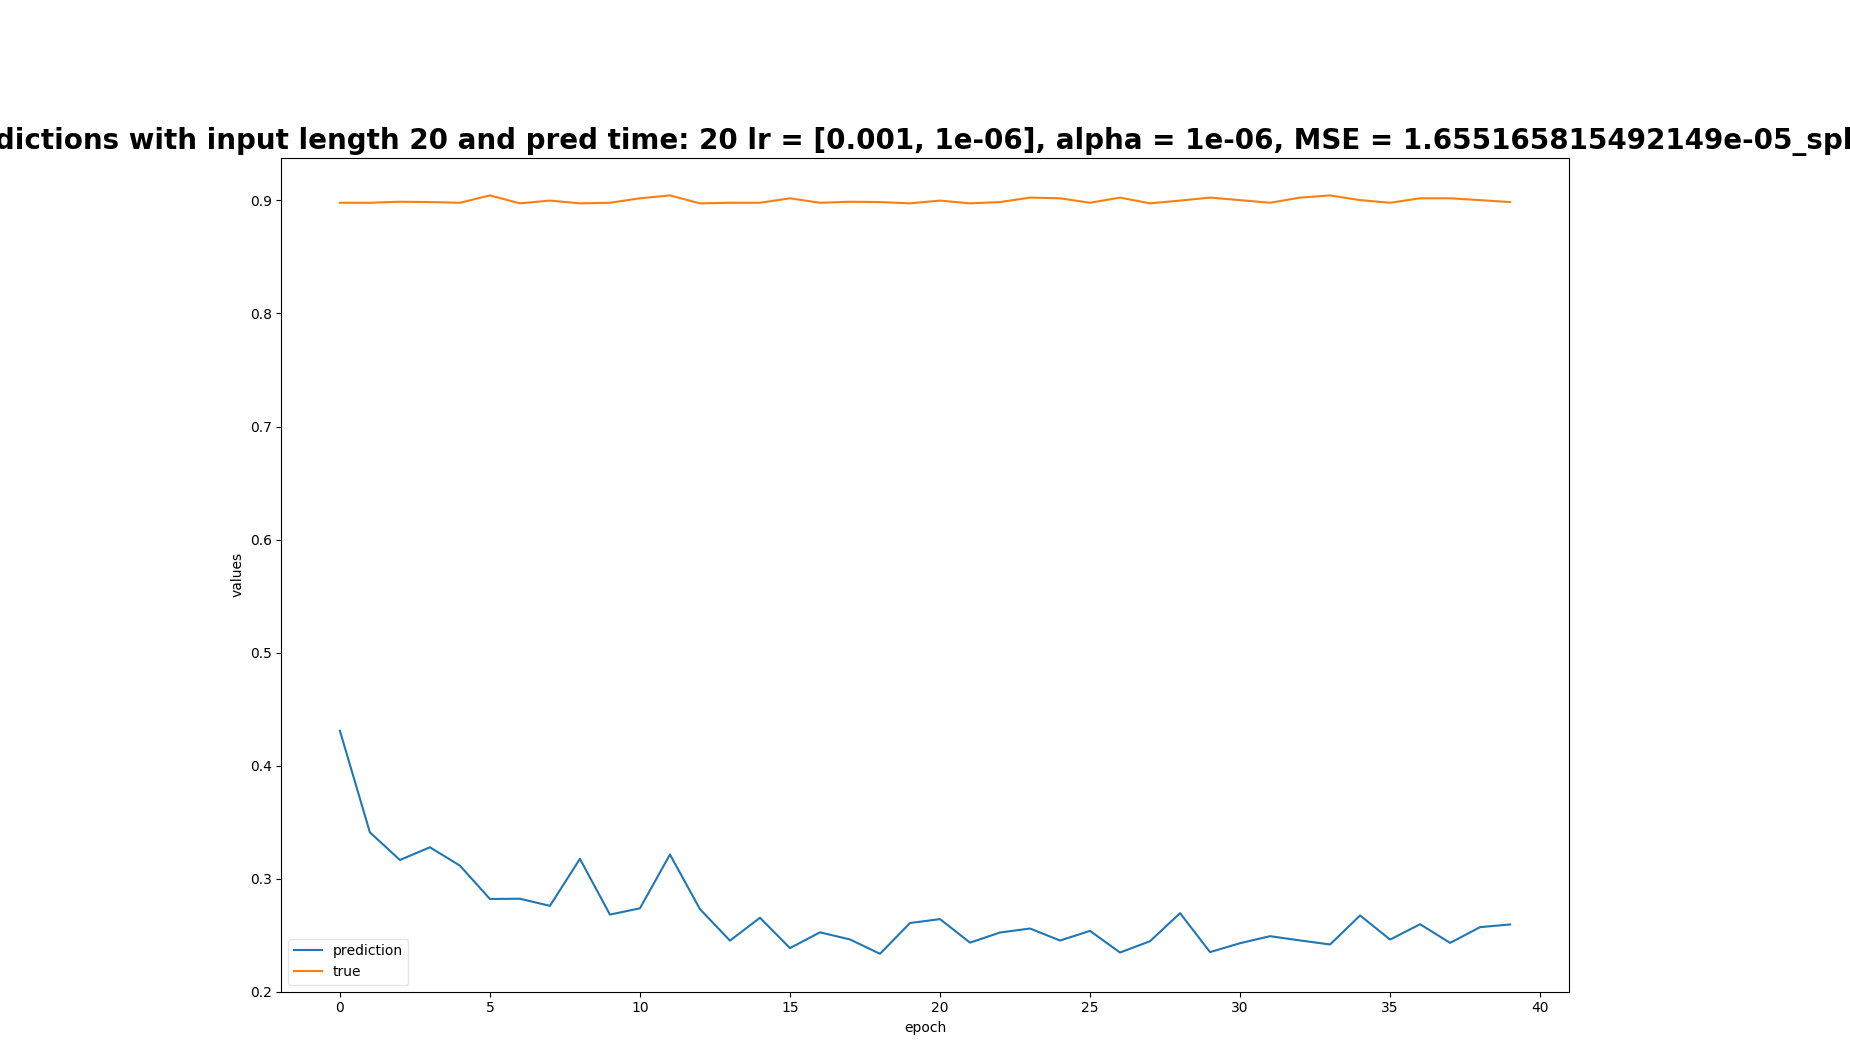 dictions with input length 20 and pred time: 20 lr = [0.001, 1e-06], alpha = 1e-06, MSE = 1.655165815492149e-05_spl
0.9
0.8
0.7
0.6
0.5
0.4
0.3
0.2
values
prediction
true
0 5 10 15 20 25 30 35 40
epoch